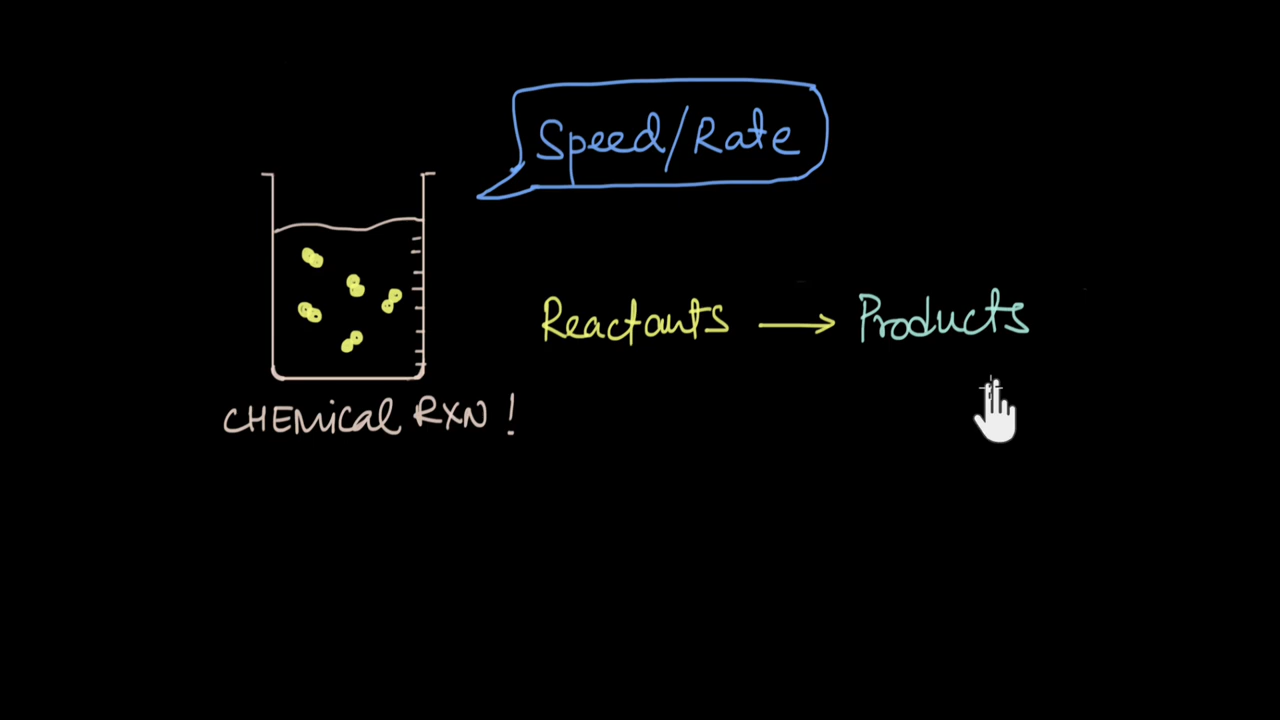 Speed/Rate
Reactants → Products
CHEMICAL RXN!